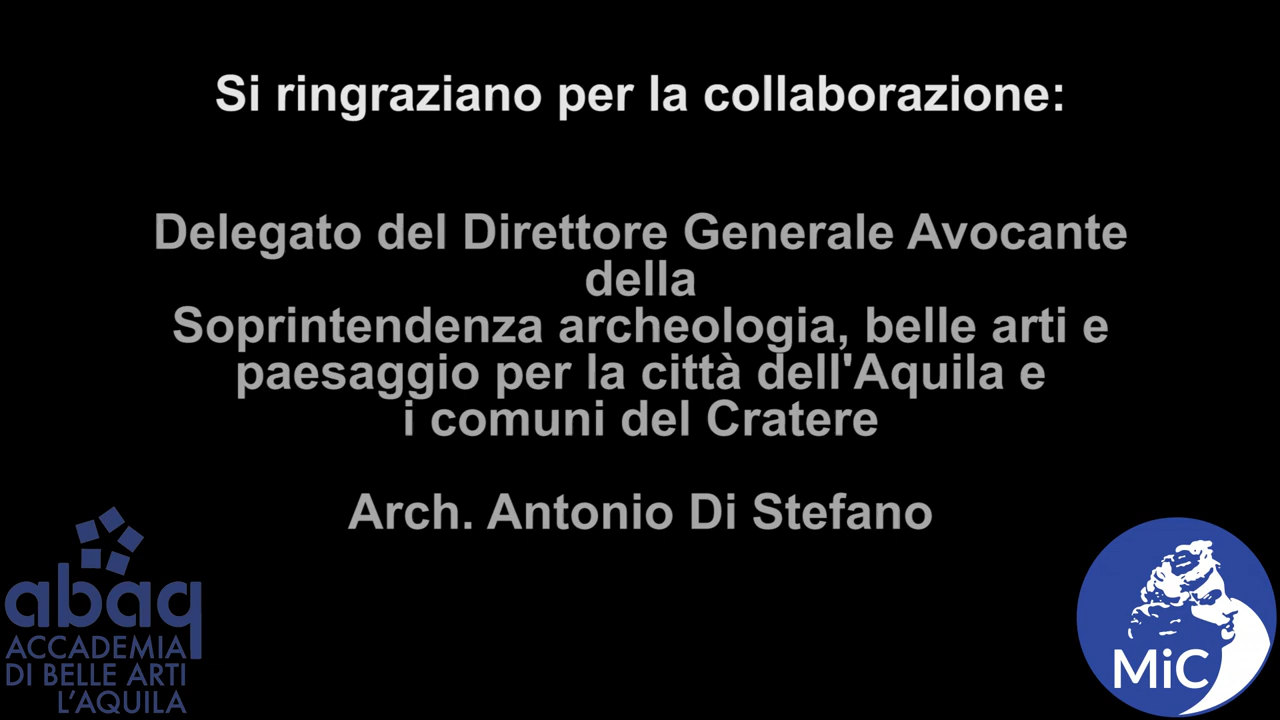 Si ringraziano per la collaborazione:
Delegato del Direttore Generale Avocante
della
Soprintendenza archeologia, belle arti e
paesaggio per la città dell'Aquila e
i comuni del Cratere
Arch. Antonio Di Stefano
abaq
ACCADEMIA
DI BELLE ARTI
L'AQUILA
MiC